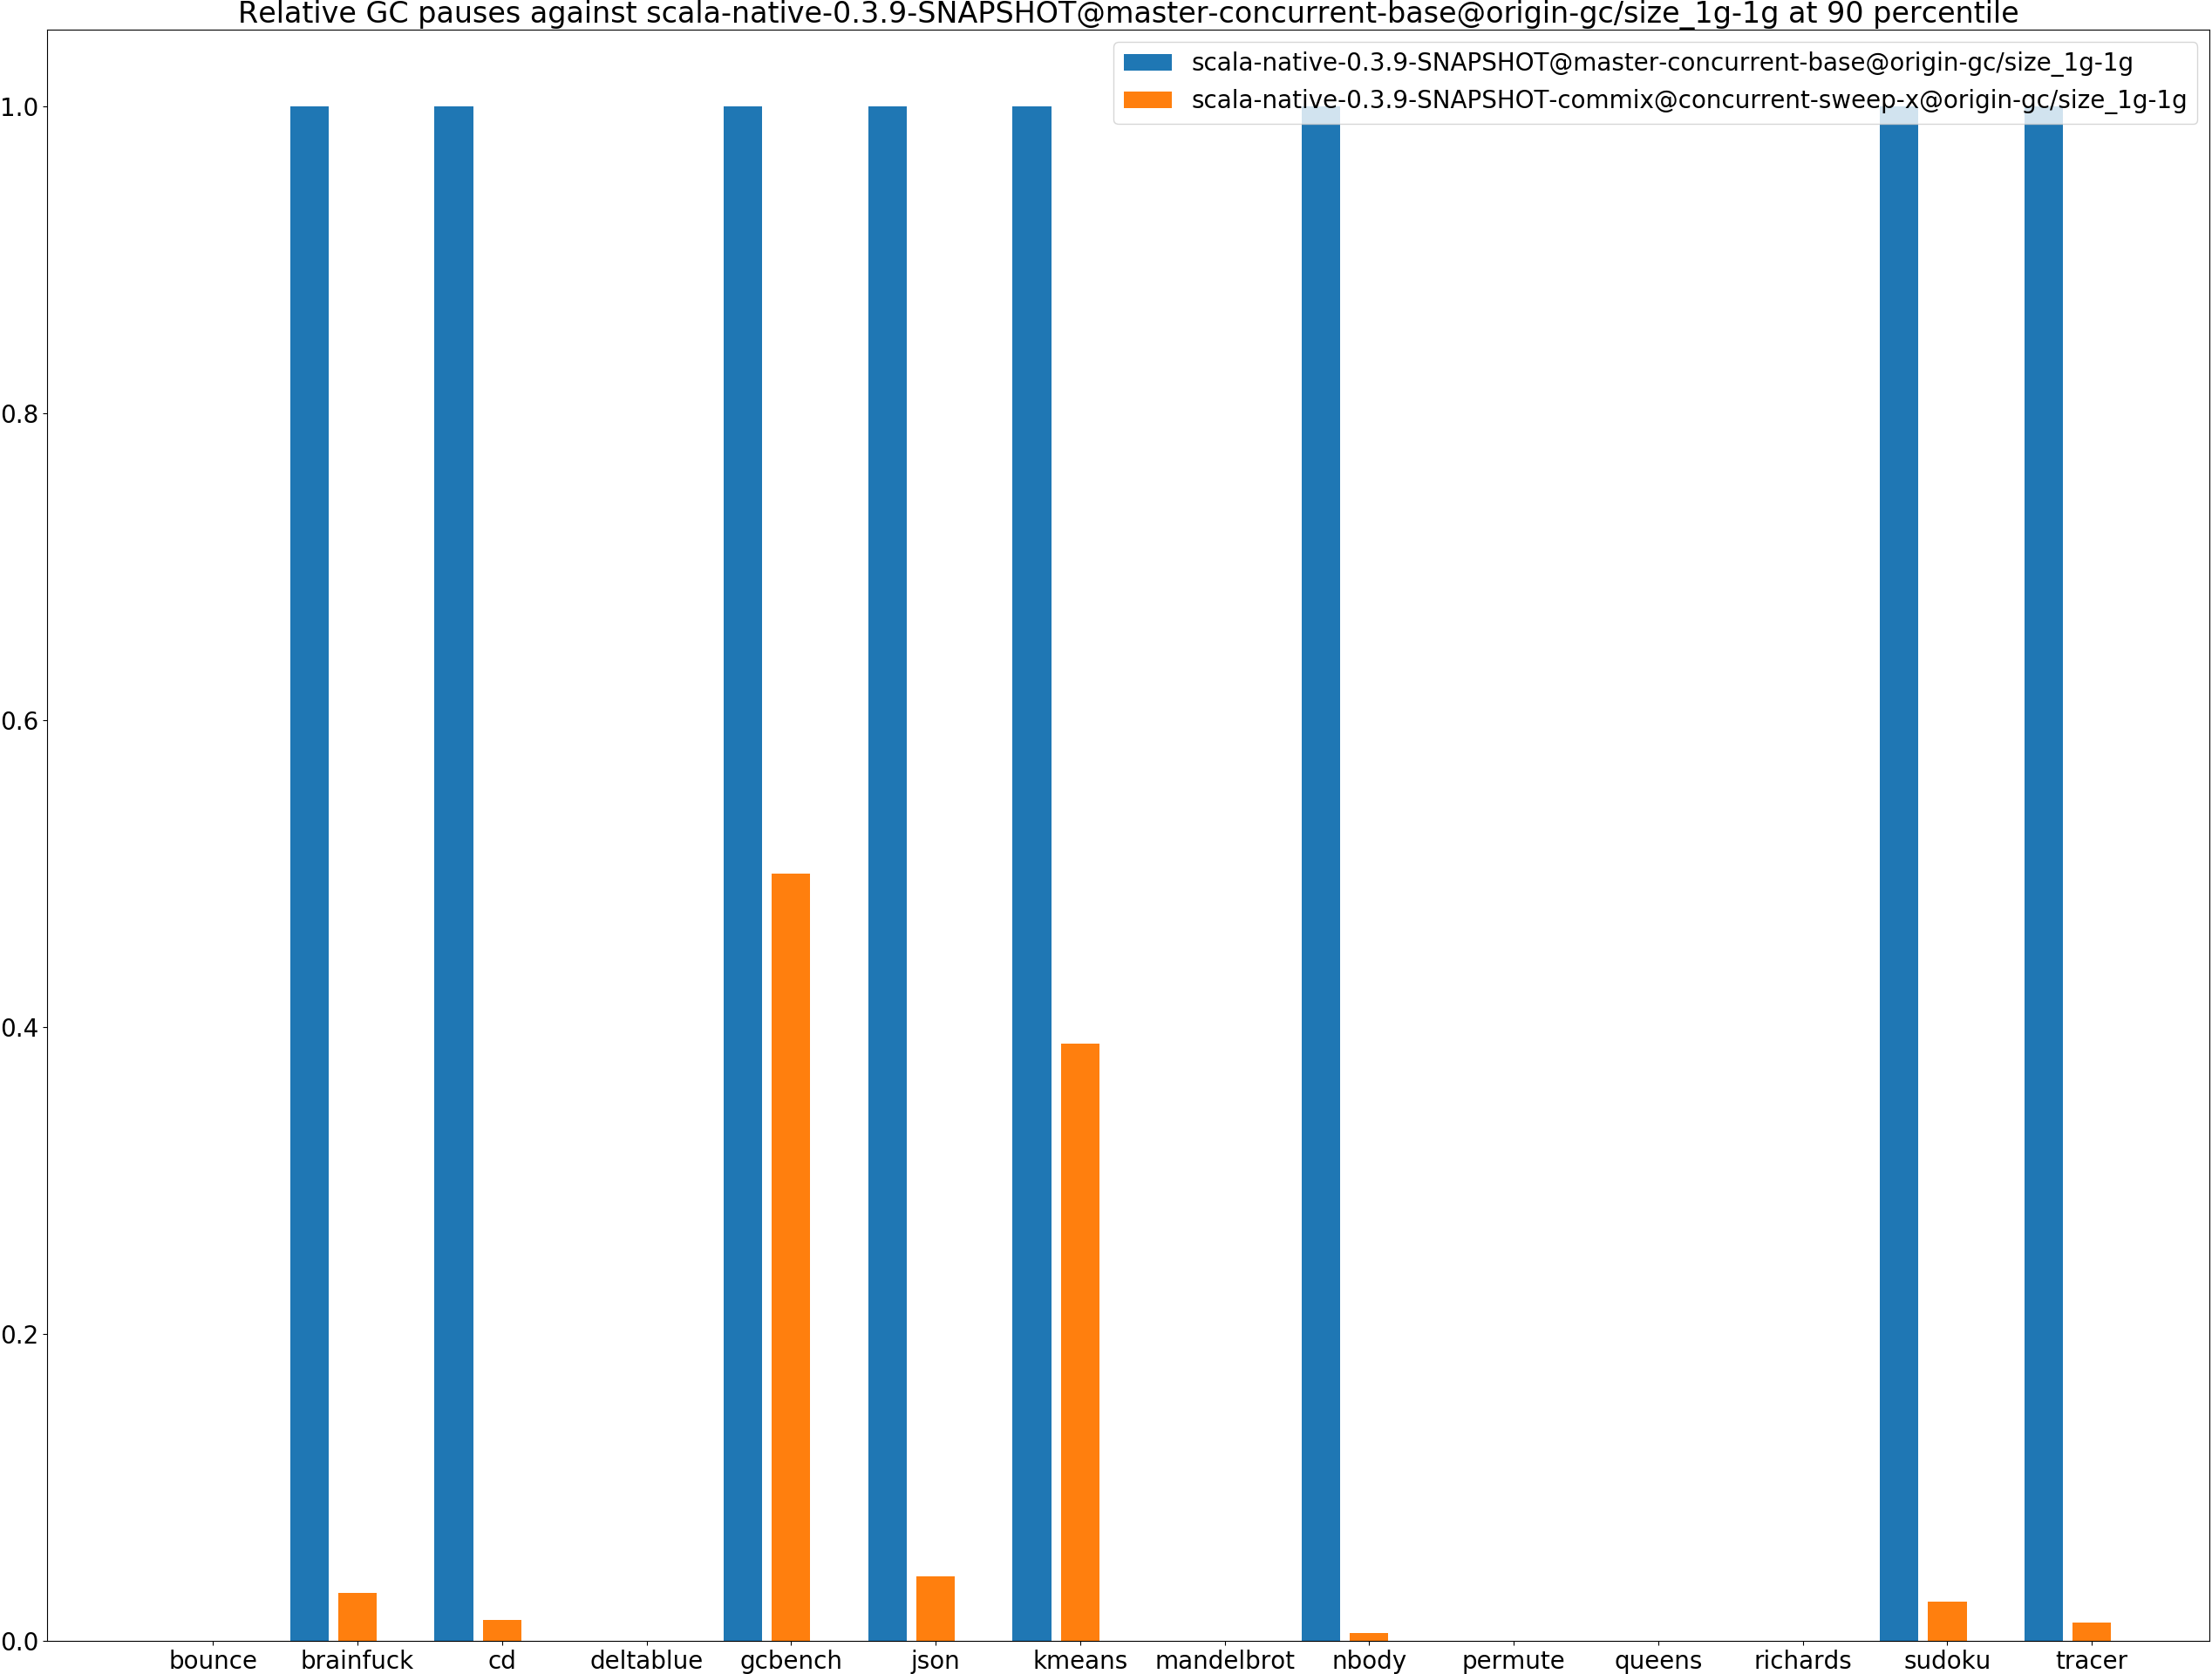 Relative GC pauses against scala-native-0.3.9-SNAPSHOT@master-concurrent-base@origin-gc/size_1g-1g at 90 percentile
scala-native-0.3.9-SNAPSHOT@master-concurrent-base@origin-gc/size_1g-1g
scala-native-0.3.9-SNAPSHOT-commix@concurrent-sweep-x@origin-gc/size_1g-1g
1.0
0.8
0.6
0.4
0.2
0.0
bounce brainfuck cd deltablue gcbench json kmeans mandelbrot nbody permute queens richards sudoku tracer